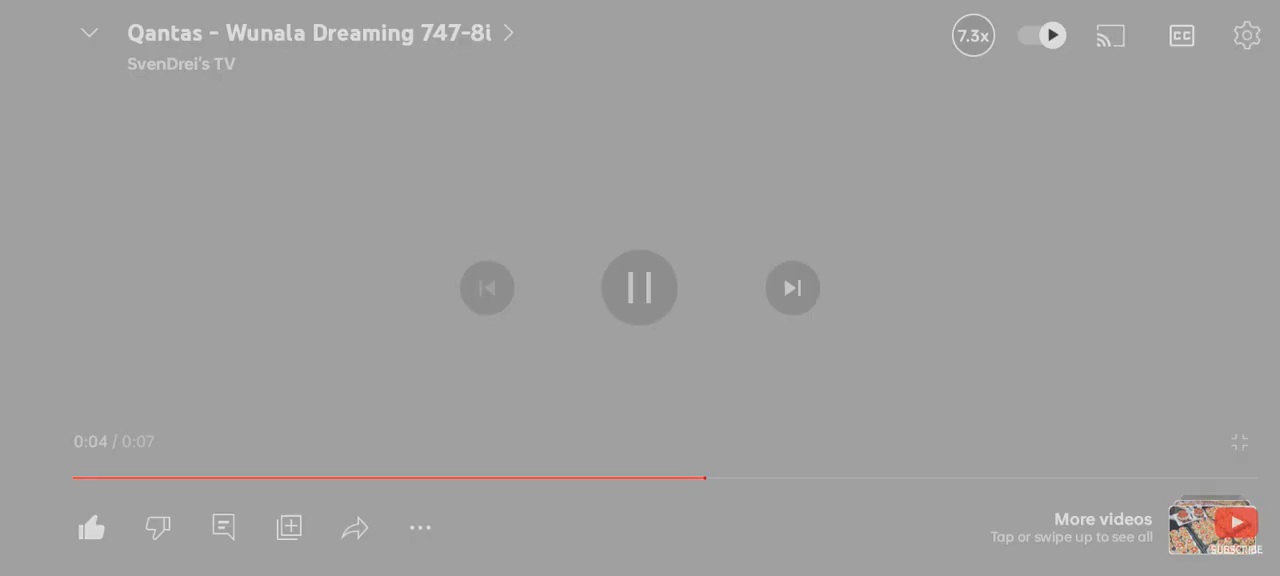 Qantas - Wunala Dreaming 747-8i
SvenDrei's TV
7.3x
CC
0:04 / 0:07
More videos
Tap or swipe up to see all
SUBSCRIBE